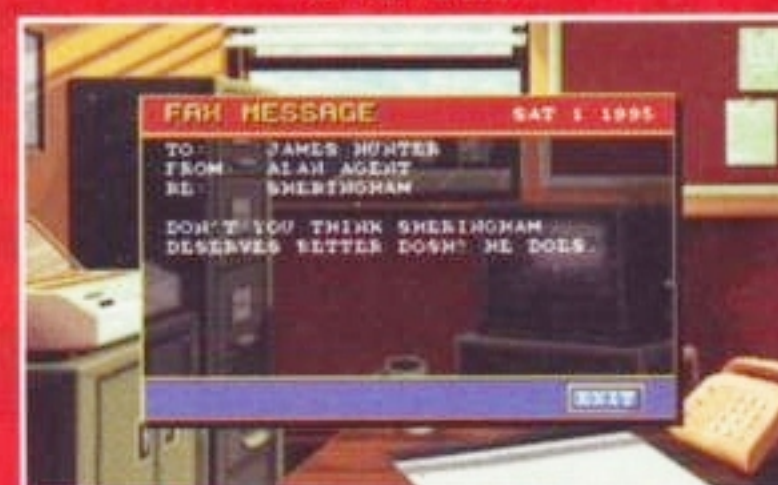 FAX MESSAGE SAT 1 1995
TO: JAMES HUNTER
FROM: ALAN AGENT
RE: SHERINGHAM
DON'T YOU THINK SHERINGHAM
DESERVES BETTER DOSH? HE DOES.
EXIT